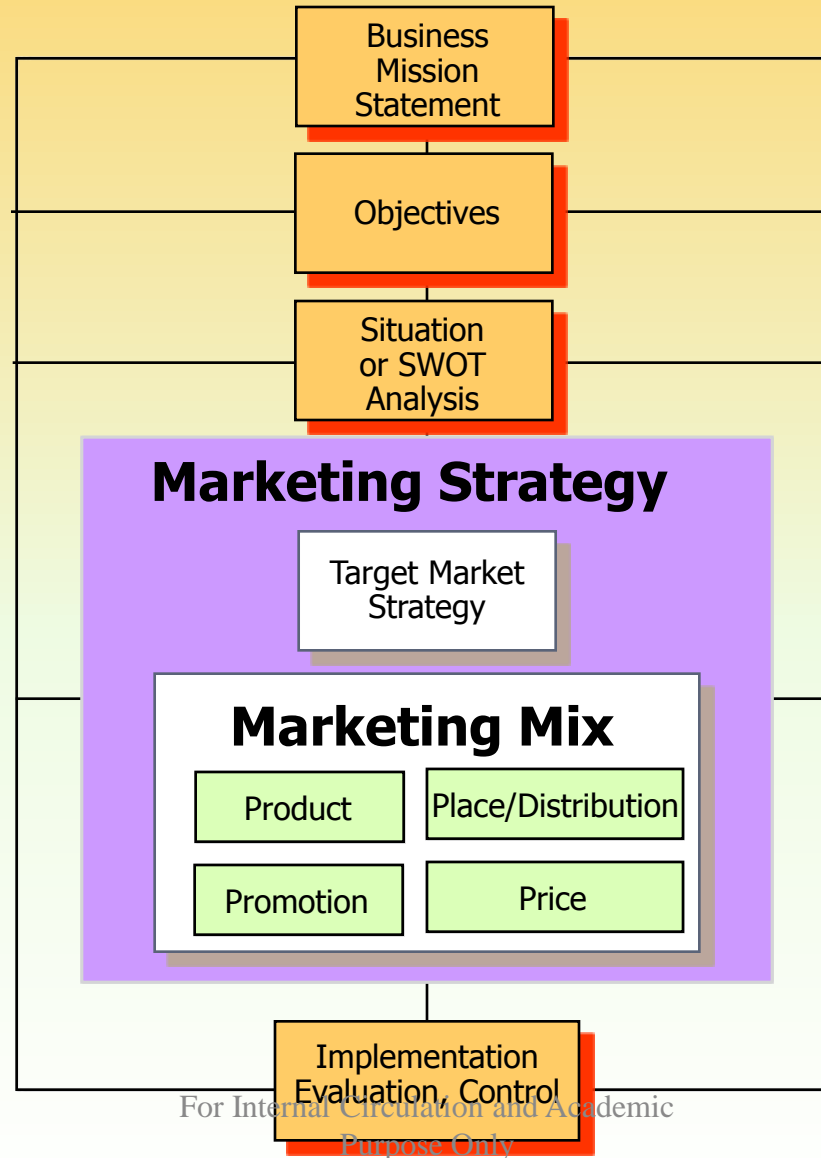 Business
Mission
Statement
Objectives
Situation
or SWOT
Analysis
Marketing Strategy
Target Market
Strategy
Marketing Mix
Product
Place/Distribution
Promotion
Price
Implementation
Evaluation, Control
For Internal Circulation and Academic
Purpose Only